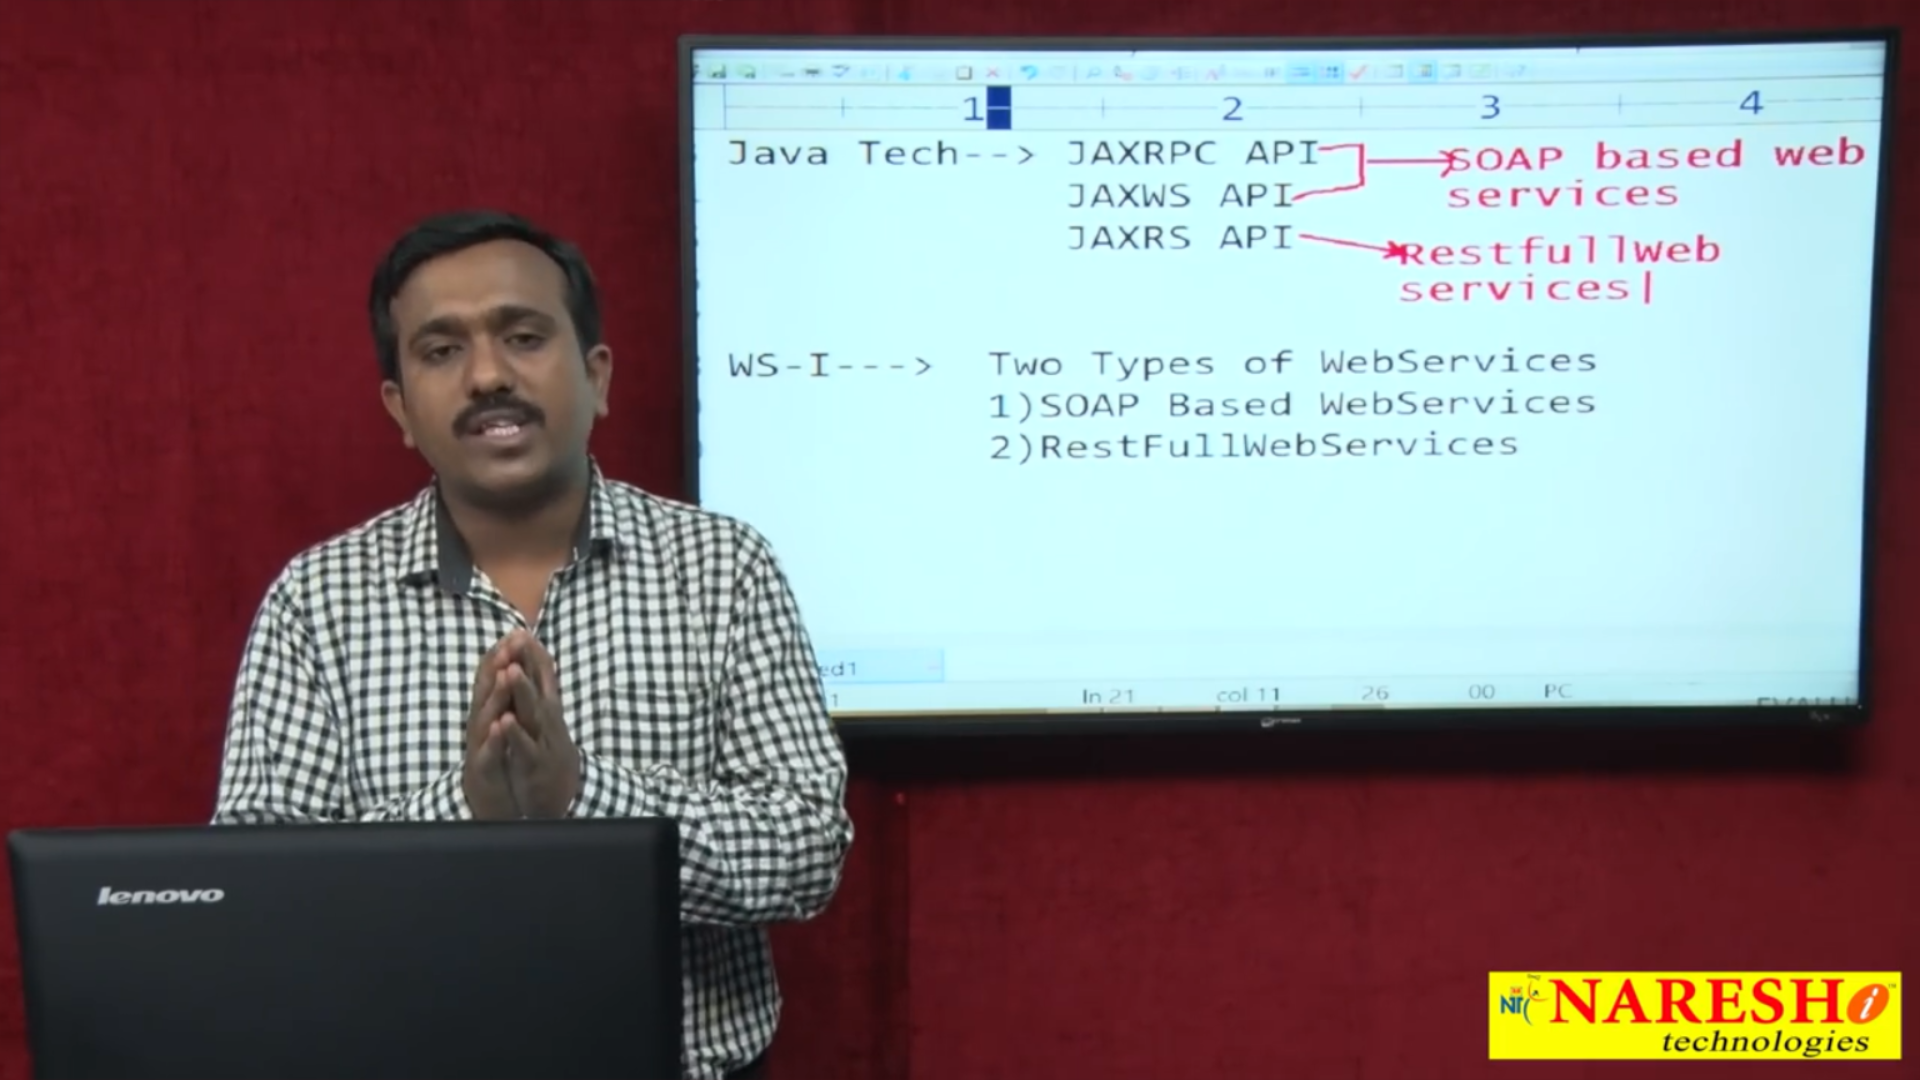 1 2 3 4
Java Tech--> JAXRPC API SOAP based web
JAXWS API services
JAXRS API RestfullWeb
services
WS-I---> Two Types of WebServices
1)SOAP Based WebServices
2)RestFullWebServices
ed1
1 ln 21 col 11 26 00 PC
lenovo
NARESH i
technologies